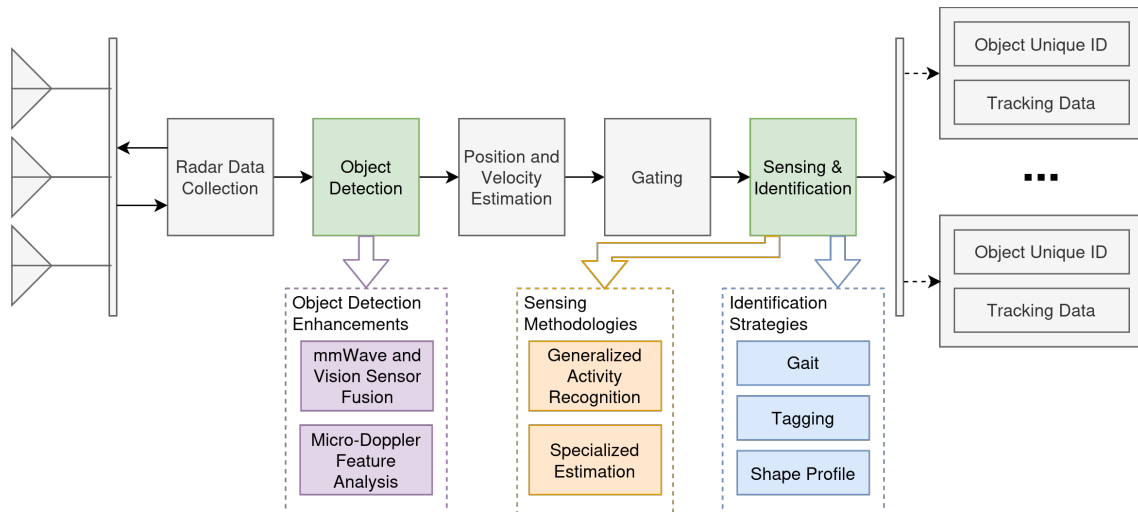 Radar Data
Collection
Object
Detection
Position and
Velocity
Estimation
Gating
Sensing &
Identification
Object Unique ID
Tracking Data
...
Object Unique ID
Tracking Data
Object Detection
Enhancements
mmWave and
Vision Sensor
Fusion
Micro-Doppler
Feature
Analysis
Sensing
Methodologies
Generalized
Activity
Recognition
Specialized
Estimation
Identification
Strategies
Gait
Tagging
Shape Profile